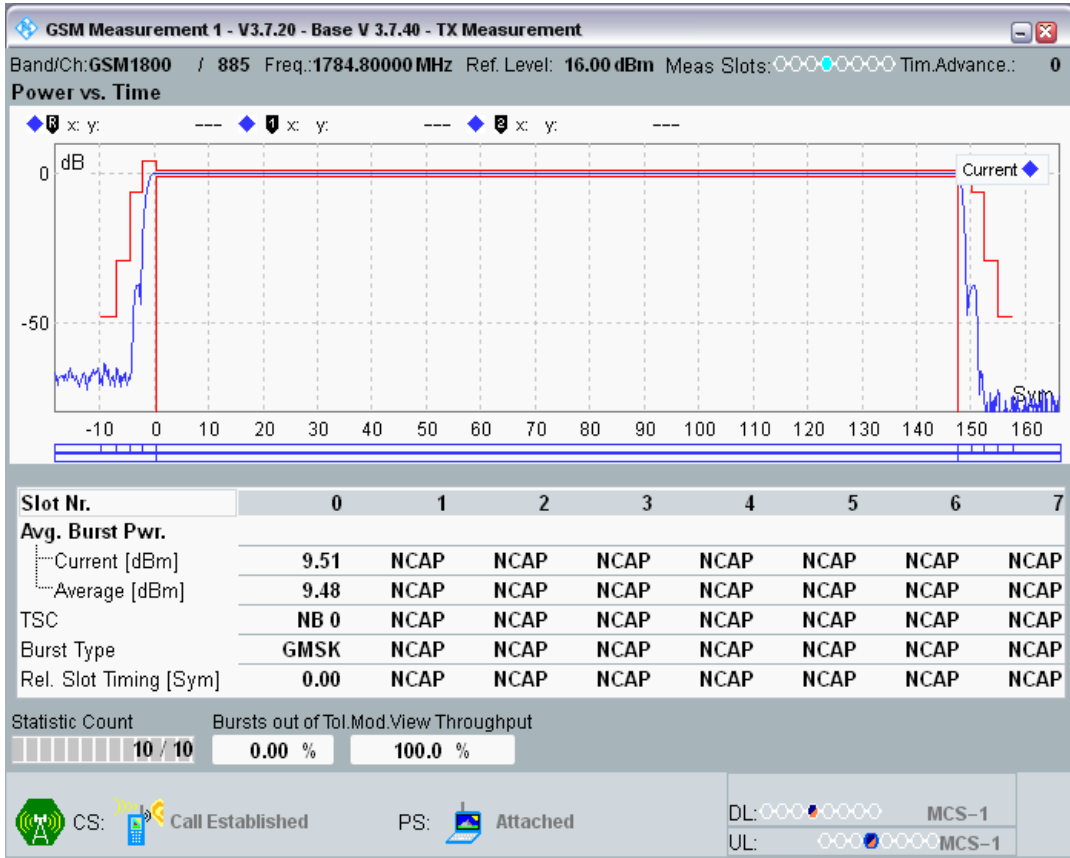 GSM Measurement 1 - V3.7.20 - Base V 3.7.40 - TX Measurement
Band/Ch:GSM1800 / 885 Freq.:1784.80000 MHz Ref. Level: 16.00 dBm Meas Slots: Tim.Advance.: 0
Power vs. Time
R x: y: --- 1 x: y: --- 2 x: y: ---
dB
Current
0
-50
Sym
-10 0 10 20 30 40 50 60 70 80 90 100 110 120 130 140 150 160
Slot Nr. 0 1 2 3 4 5 6 7
Avg. Burst Pwr.
Current [dBm] 9.51 NCAP NCAP NCAP NCAP NCAP NCAP NCAP
Average [dBm] 9.48 NCAP NCAP NCAP NCAP NCAP NCAP NCAP
TSC NB 0 NCAP NCAP NCAP NCAP NCAP NCAP NCAP
Burst Type GMSK NCAP NCAP NCAP NCAP NCAP NCAP NCAP
Rel. Slot Timing [Sym] 0.00 NCAP NCAP NCAP NCAP NCAP NCAP NCAP
Statistic Count Bursts out of Tol.Mod.View Throughput
10 / 10 0.00 % 100.0 %
CS: Call Established PS: Attached
DL: MCS-1
UL: MCS-1